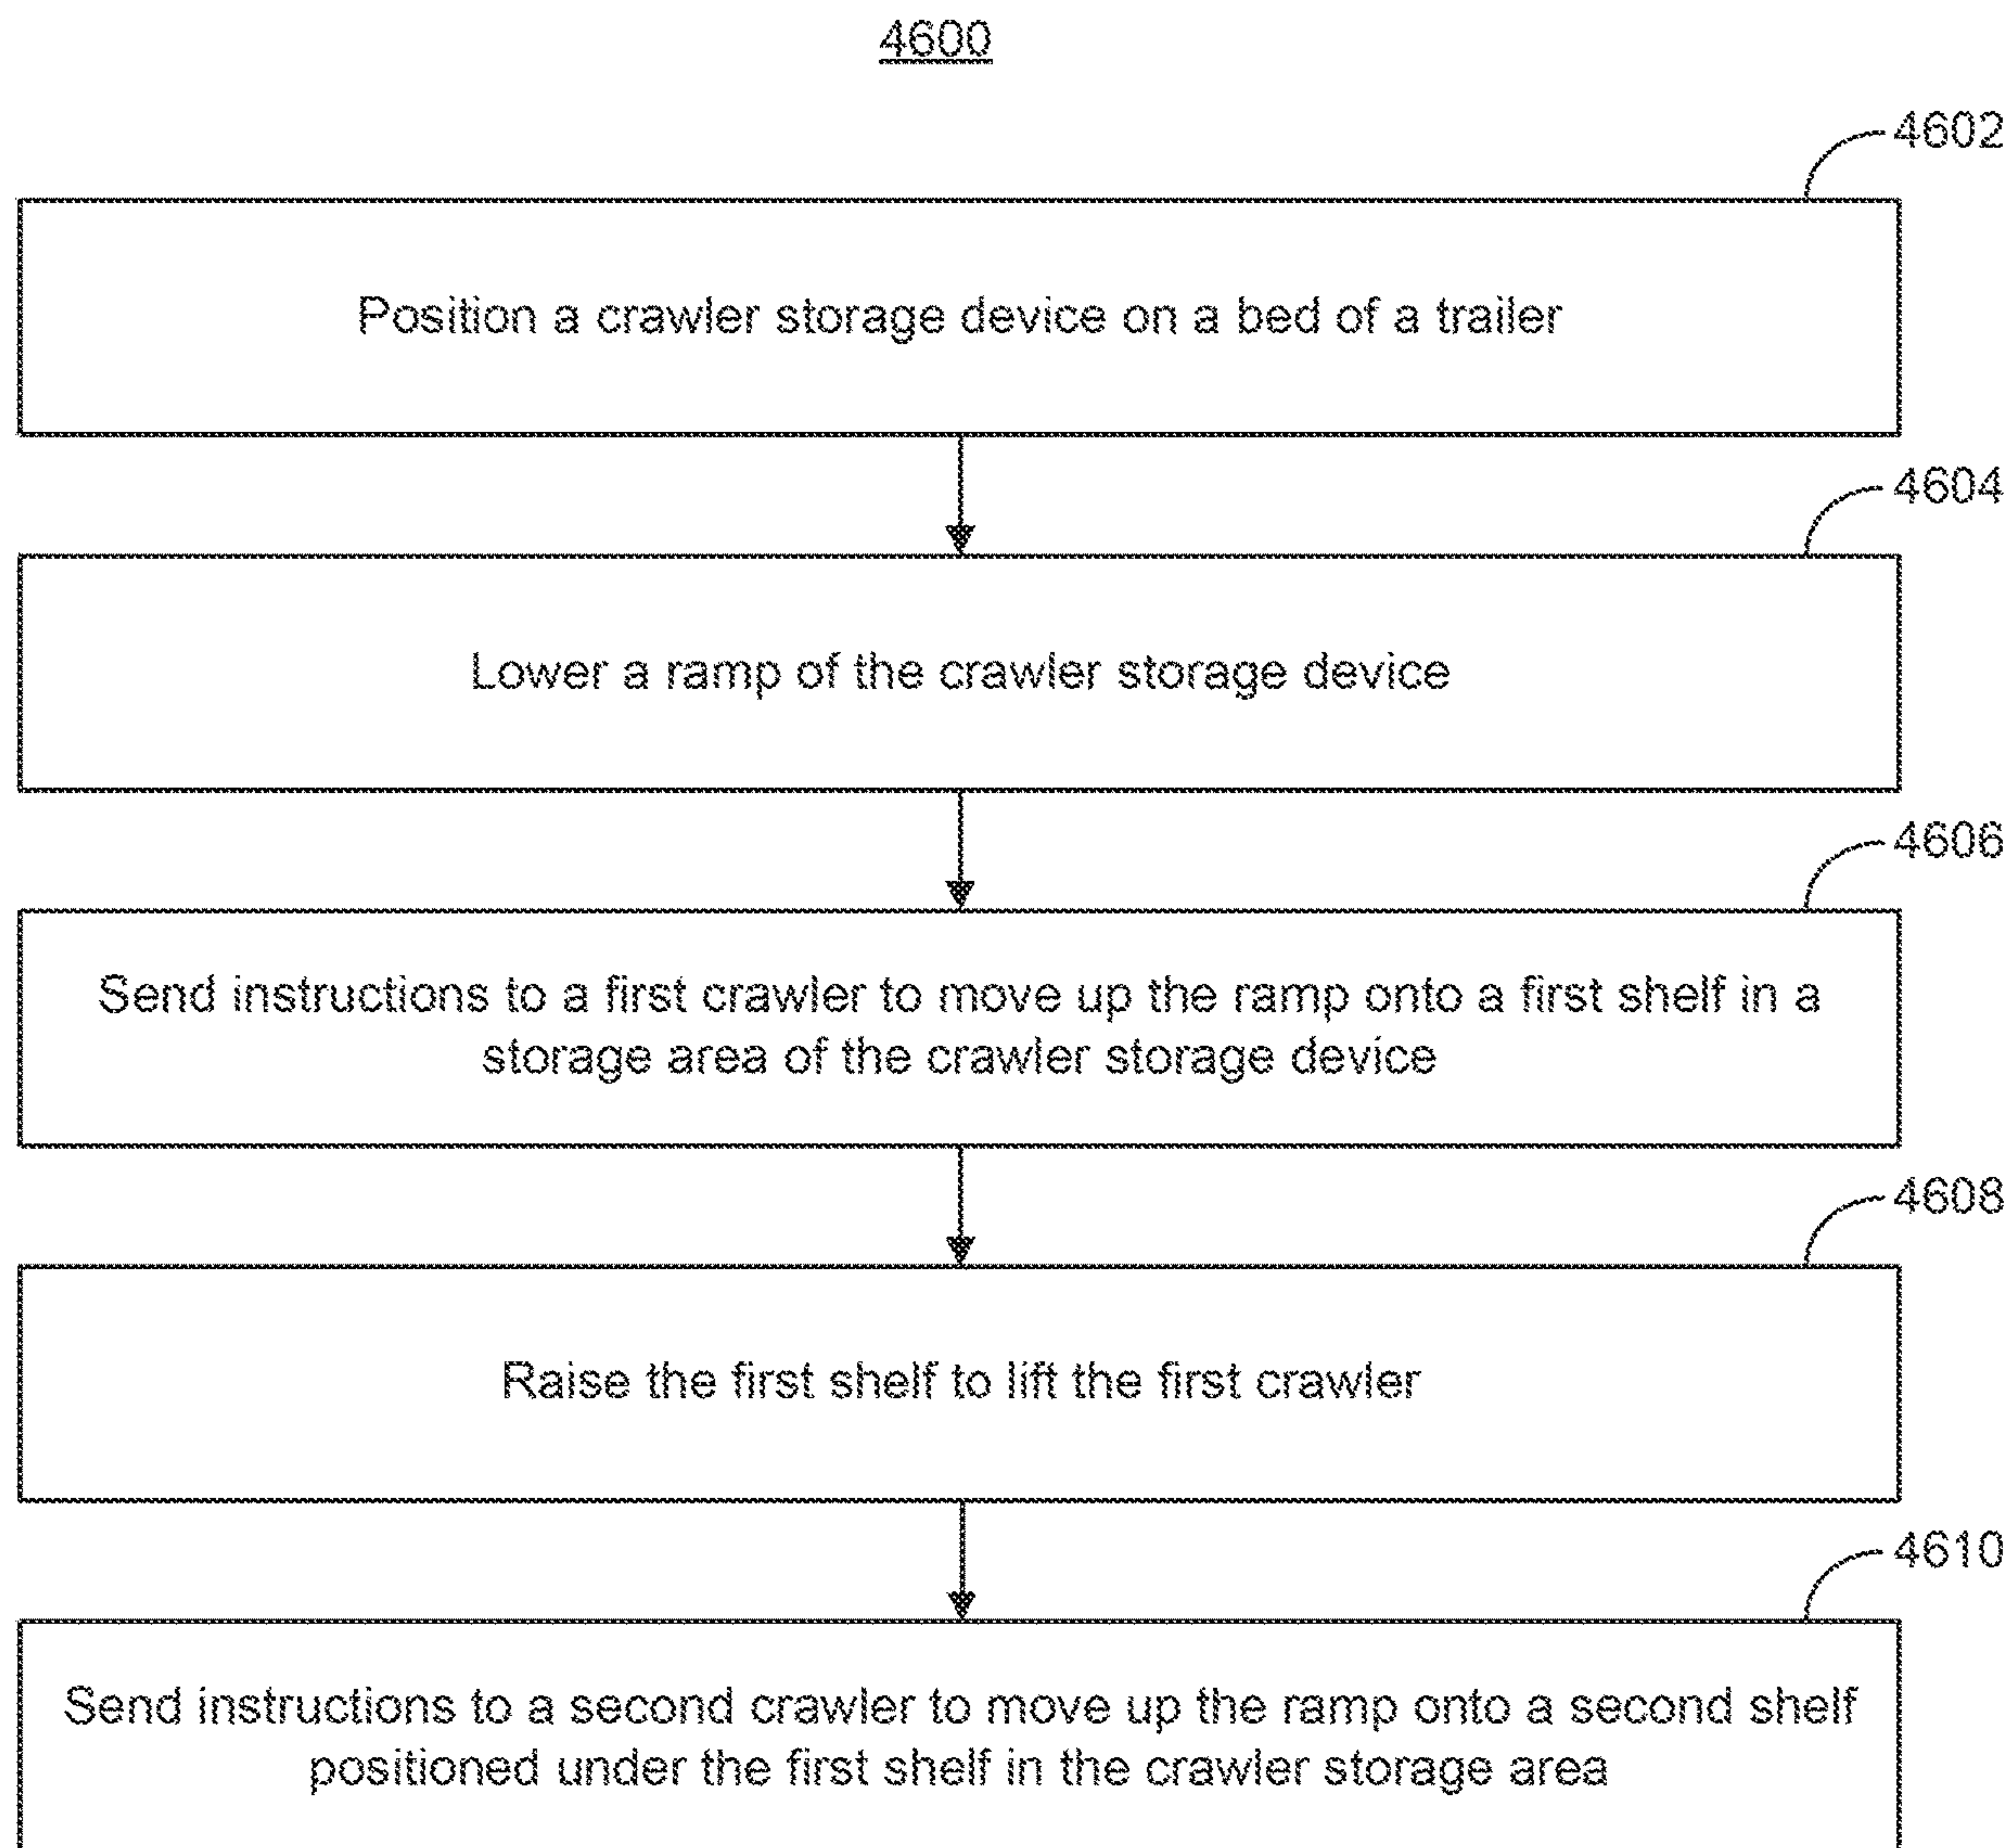 4600
4602
Position a crawler storage device on a bed of a trailer
4604
Lower a ramp of the crawler storage device
4606
Send instructions to a first crawler to move up the ramp onto a first shelf in a
storage area of the crawler storage device
4608
Raise the first shelf to lift the first crawler
4610
Send instructions to a second crawler to move up the ramp onto a second shelf
positioned under the first shelf in the crawler storage area